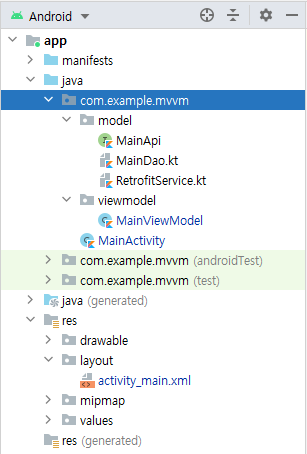 Android
app
manifests
java
com.example.mvvm
model
MainApi
MainDao.kt
RetrofitService.kt
viewmodel
MainViewModel
MainActivity
com.example.mvvm (androidTest)
com.example.mvvm (test)
java (generated)
res
drawable
layout
activity_main.xml
mipmap
values
res (generated)